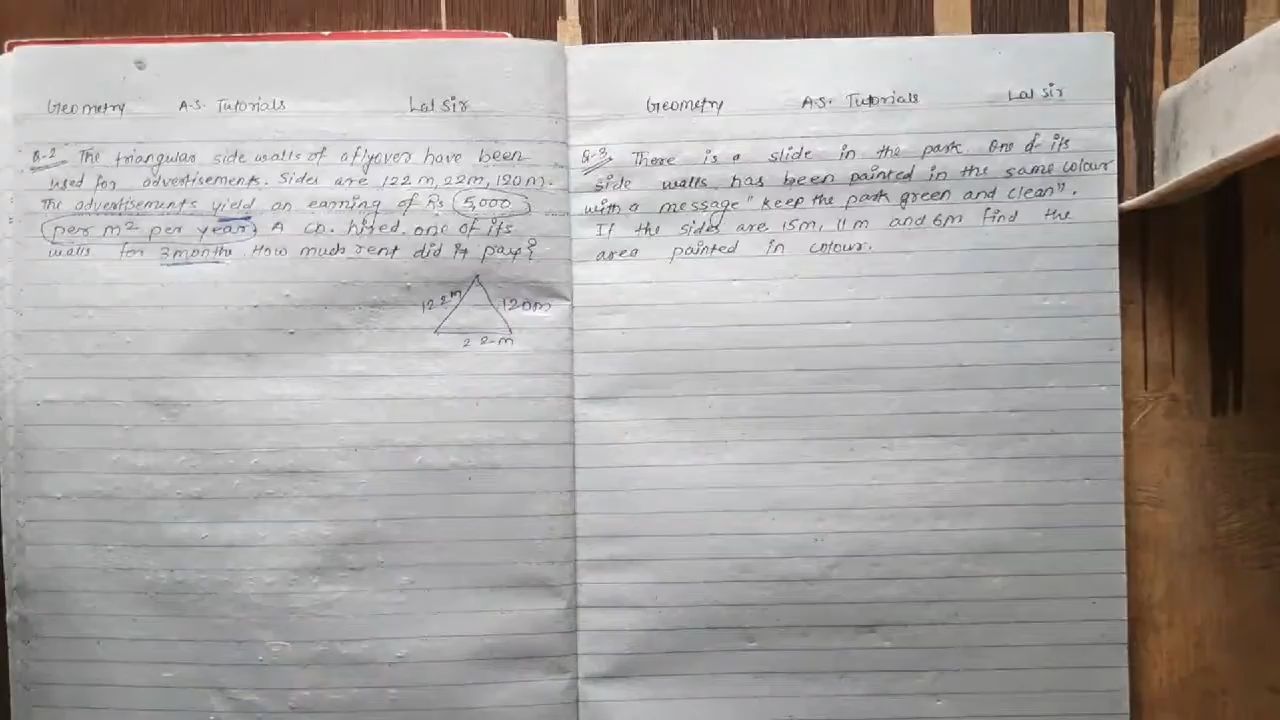 Geometry A.S. Tutorials Lal sir
Q-2 The triangular side walls of a flyover have been
used for advertisements. Sides are 122 m, 22m, 120m.
The advertisements yield an earning of Rs 5,000
per m² per year. A co. hired one of its
walls for 3 months. How much rent did it pay?
122m
120m
22m
Geometry A.S. Tutorials Lal sir
Q-3 There is a slide in the park. One of its
side walls has been painted in the same colour
with a message "keep the park green and clean".
If the sides are 15m, 11m and 6m find the
area painted in colour.